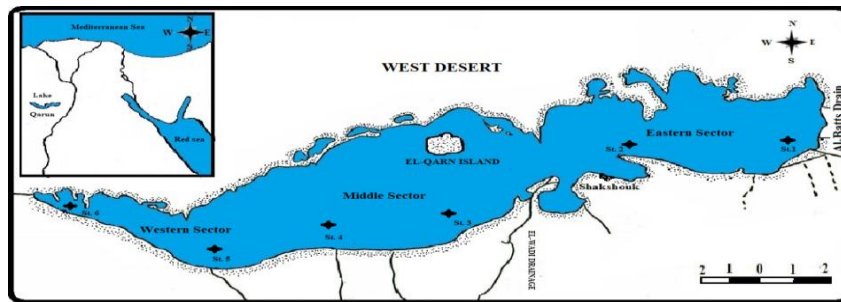 Mediterranean Sea
N
W E
S
Lake
Qarun
Red sea
WEST DESERT
N
W E
S
Eastern Sector
St. 2
St.1
Al-Batts Drain
EL-QARN ISLAND
Shakshouk
Middle Sector
St. 6
Western Sector
St. 3
St. 4
St. 5
EL-WADI DRAINAGE
2 1 0 1 2